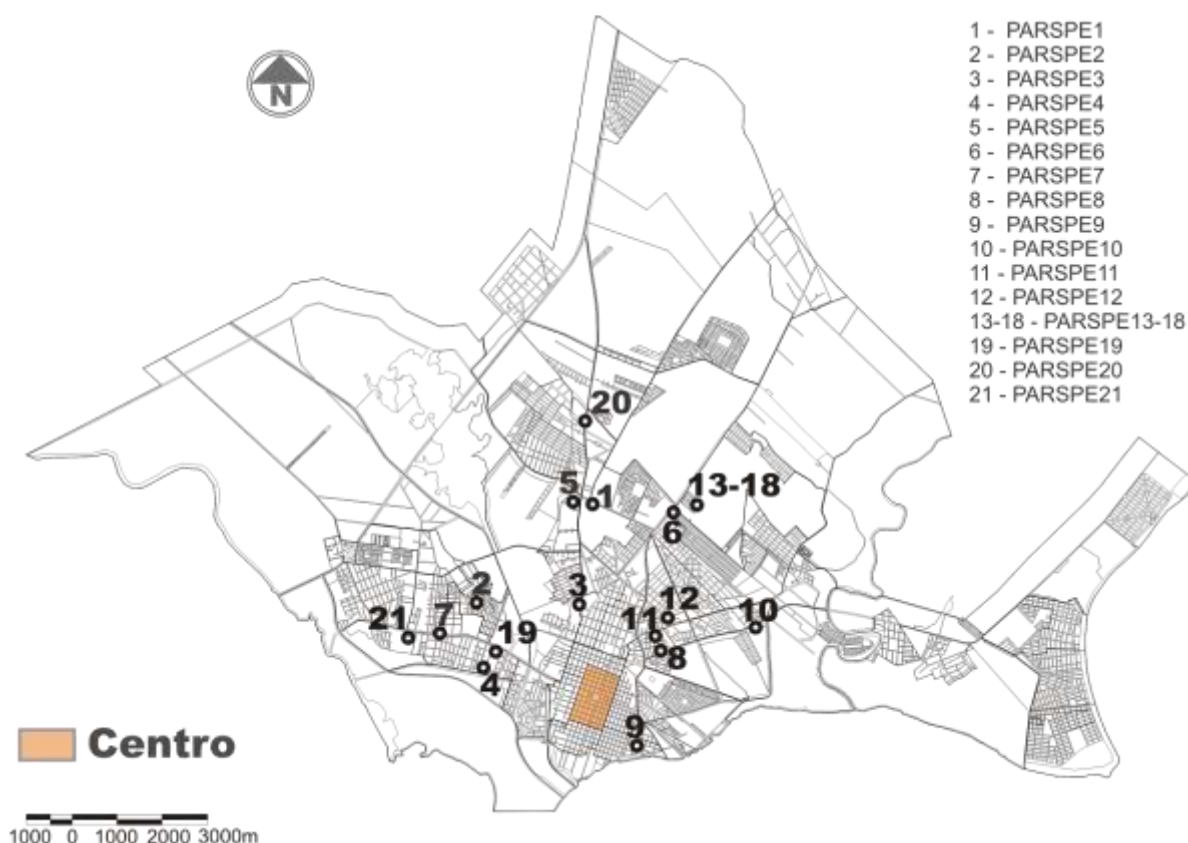 1 - PARSPE1
2 - PARSPE2
3 - PARSPE3
4 - PARSPE4
5 - PARSPE5
6 - PARSPE6
7 - PARSPE7
8 - PARSPE8
9 - PARSPE9
10 - PARSPE10
11 - PARSPE11
12 - PARSPE12
13-18 - PARSPE13-18
19 - PARSPE19
20 - PARSPE20
21 - PARSPE21
N
20
5
1
13-18
6
2
3
12
10
21
7
11
19
8
4
9
Centro
1000 0 1000 2000 3000m